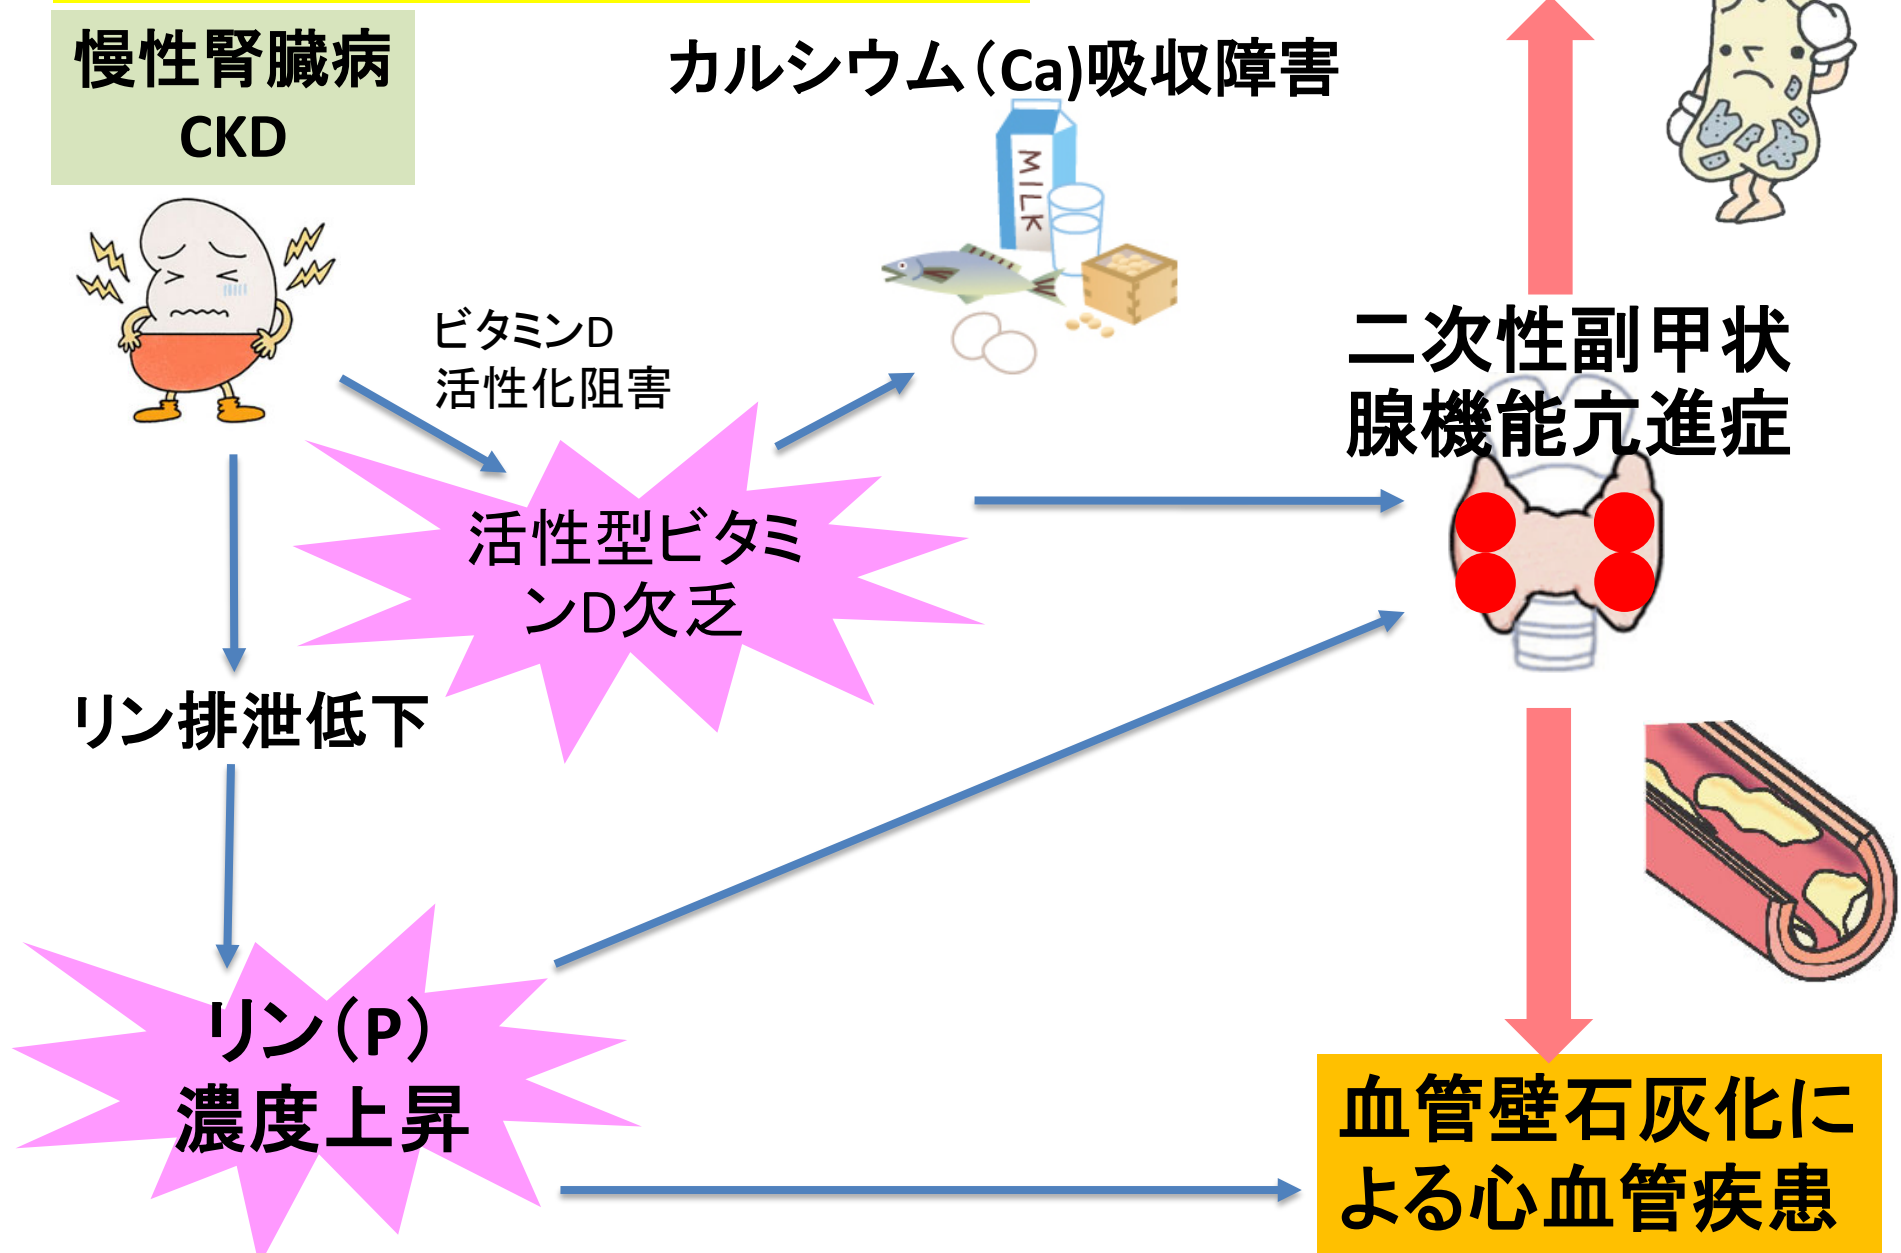 慢性腎臓病
CKD
カルシウム（Ca)吸収障害
MILK
ビタミンD
活性化阻害
二次性副甲状
腺機能亢進症
活性型ビタミ
ンD欠乏
リン排泄低下
リン（P）
濃度上昇
血管壁石灰化に
よる心血管疾患